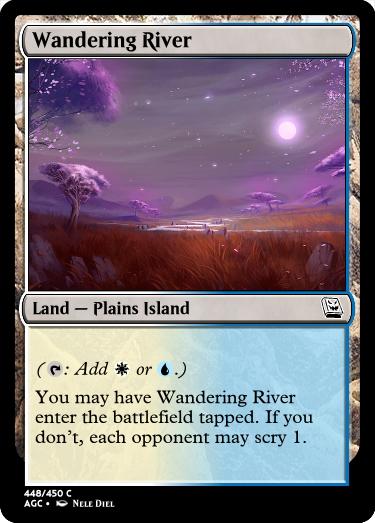 Wandering River
Land — Plains Island
(: Add or .)
You may have Wandering River
enter the battlefield tapped. If you
don't, each opponent may scry 1.
448/450 C
AGC • Nele Diel